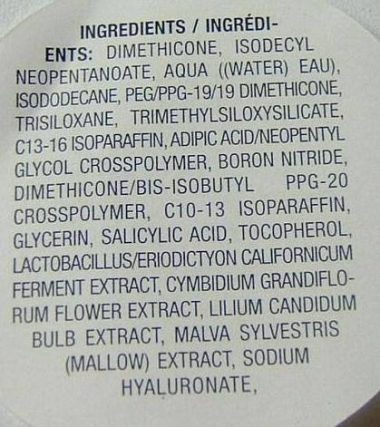 INGREDIENTS / INGRÉDI-
ENTS: DIMETHICONE, ISODECYL
NEOPENTANOATE, AQUA ((WATER) EAU),
ISODODECANE, PEG/PPG-19/19 DIMETHICONE,
TRISILOXANE, TRIMETHYLSILOXYSILICATE,
C13-16 ISOPARAFFIN, ADIPIC ACID/NEOPENTYL
GLYCOL CROSSPOLYMER, BORON NITRIDE,
DIMETHICONE/BIS-ISOBUTYL PPG-20
CROSSPOLYMER, C10-13 ISOPARAFFIN,
GLYCERIN, SALICYLIC ACID, TOCOPHEROL,
LACTOBACILLUS/ERIODICTYON CALIFORNICUM
FERMENT EXTRACT, CYMBIDIUM GRANDIFLO-
RUM FLOWER EXTRACT, LILIUM CANDIDUM
BULB EXTRACT, MALVA SYLVESTRIS
(MALLOW) EXTRACT, SODIUM
HYALURONATE,